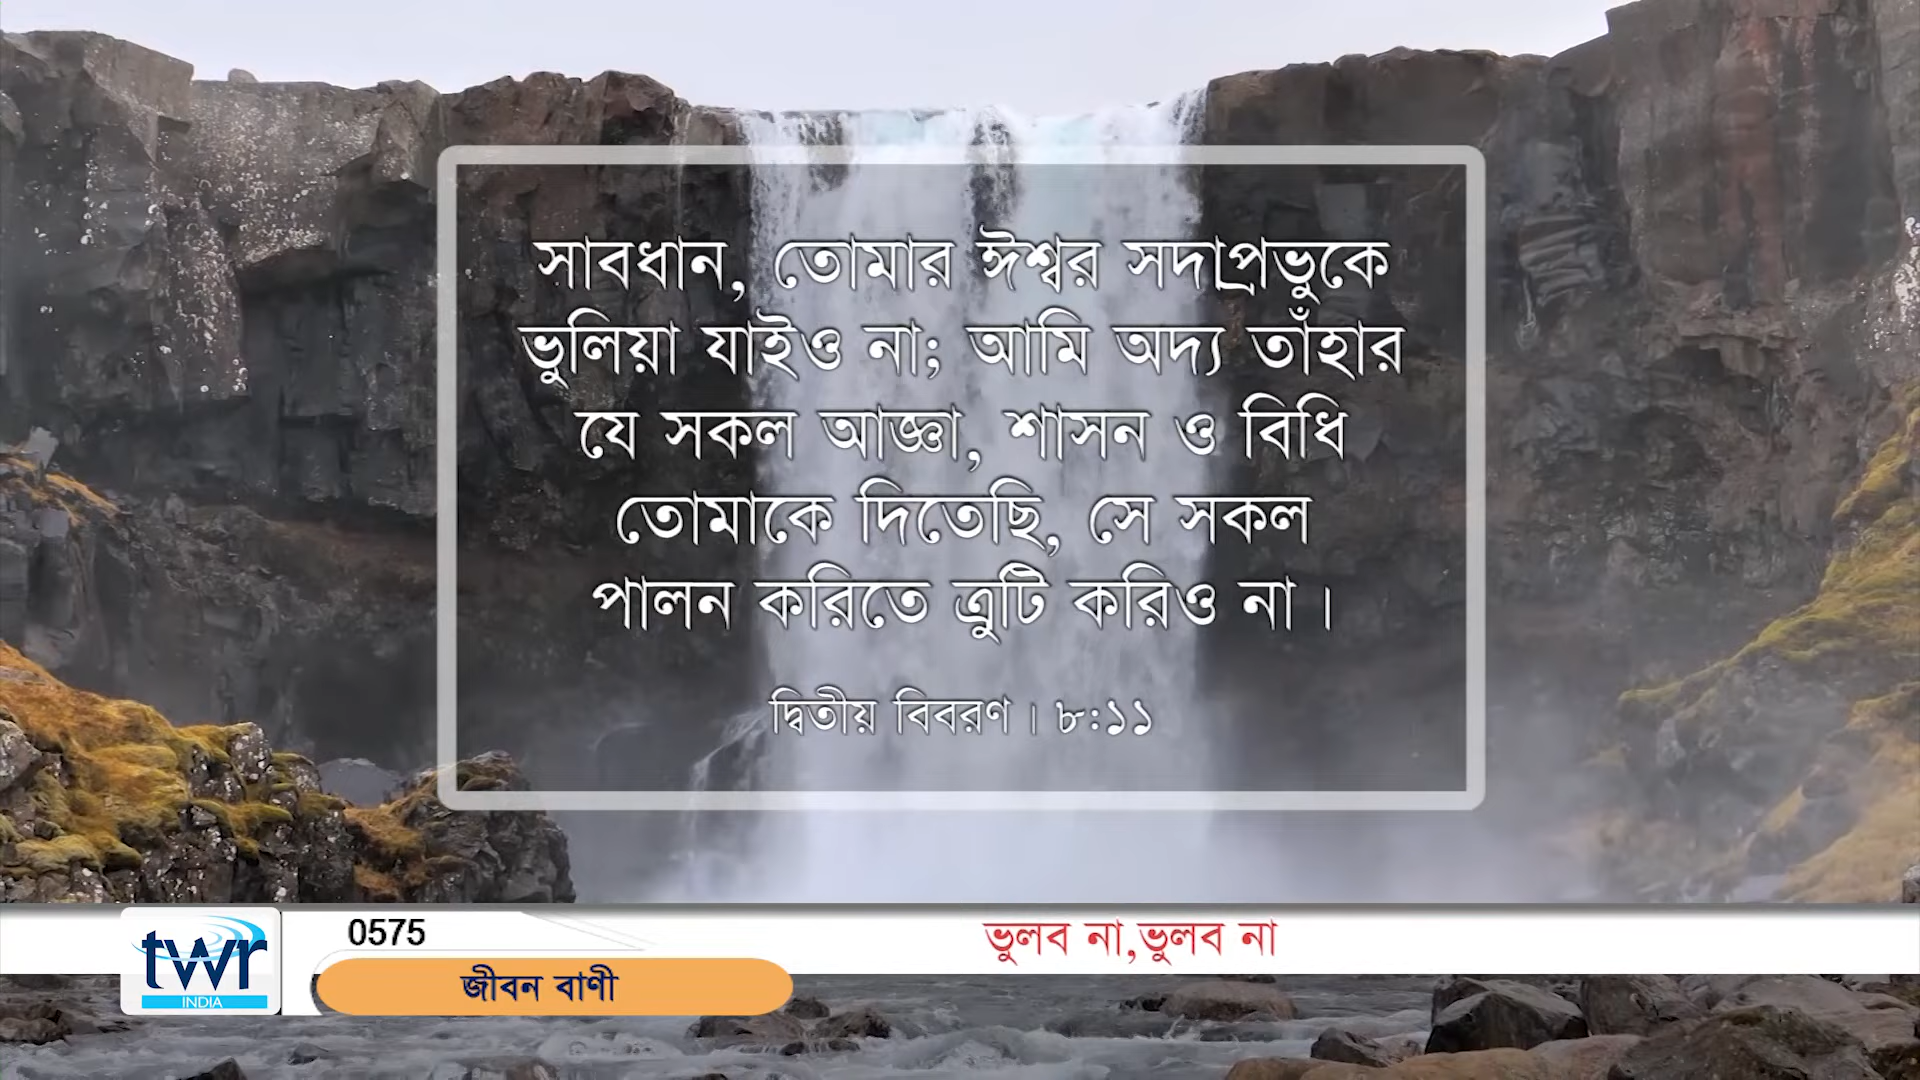 সাবধান, তোমার ঈশ্বর সদাপ্রভুকে
ভুলিয়া যাইও না; আমি অদ্য তাঁহার
যে সকল আজ্ঞা, শাসন ও বিধি
তোমাকে দিতেছি, সে সকল
পালন করিতে ত্রুটি করিও না।
দ্বিতীয় বিবরণ। ৮:১১
twr
INDIA
0575
জীবন বাণী
ভুলব না,ভুলব না